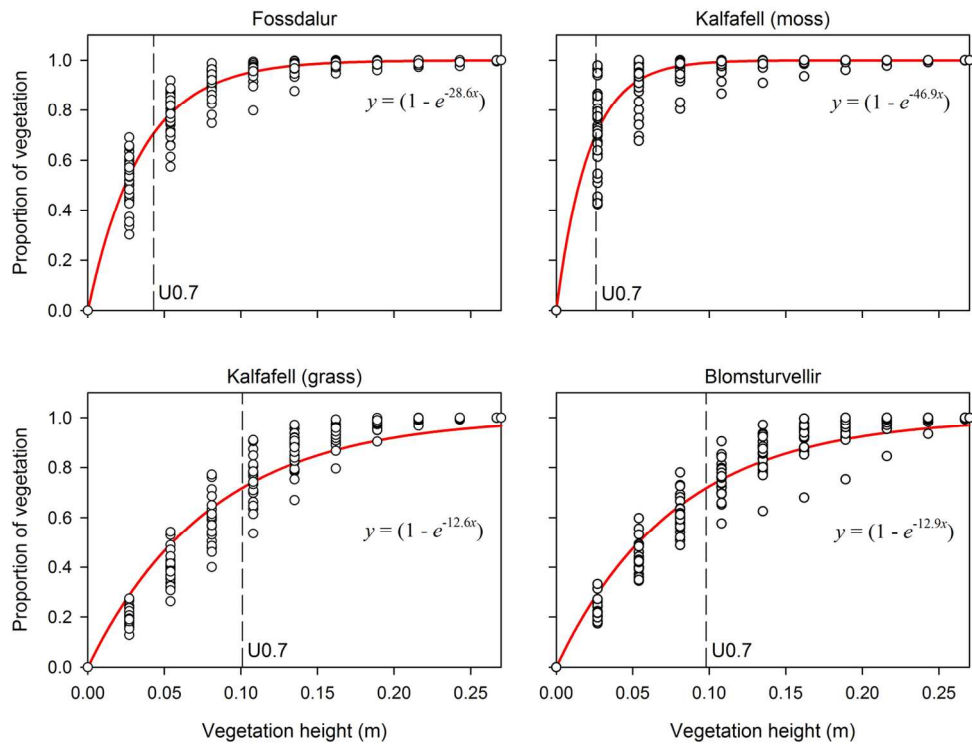 Fossdalur
Kalfafell (moss)
Proportion of vegetation
1.0
0.8
0.6
0.4
0.2
0.0
y = (1 - e^-28.6x)
U0.7
y = (1 - e^-46.9x)
U0.7
Kalfafell (grass)
Blomsturvellir
Proportion of vegetation
1.0
0.8
0.6
0.4
0.2
0.0
y = (1 - e^-12.6x)
U0.7
y = (1 - e^-12.9x)
U0.7
0.00 0.05 0.10 0.15 0.20 0.25
0.00 0.05 0.10 0.15 0.20 0.25
Vegetation height (m)
Vegetation height (m)